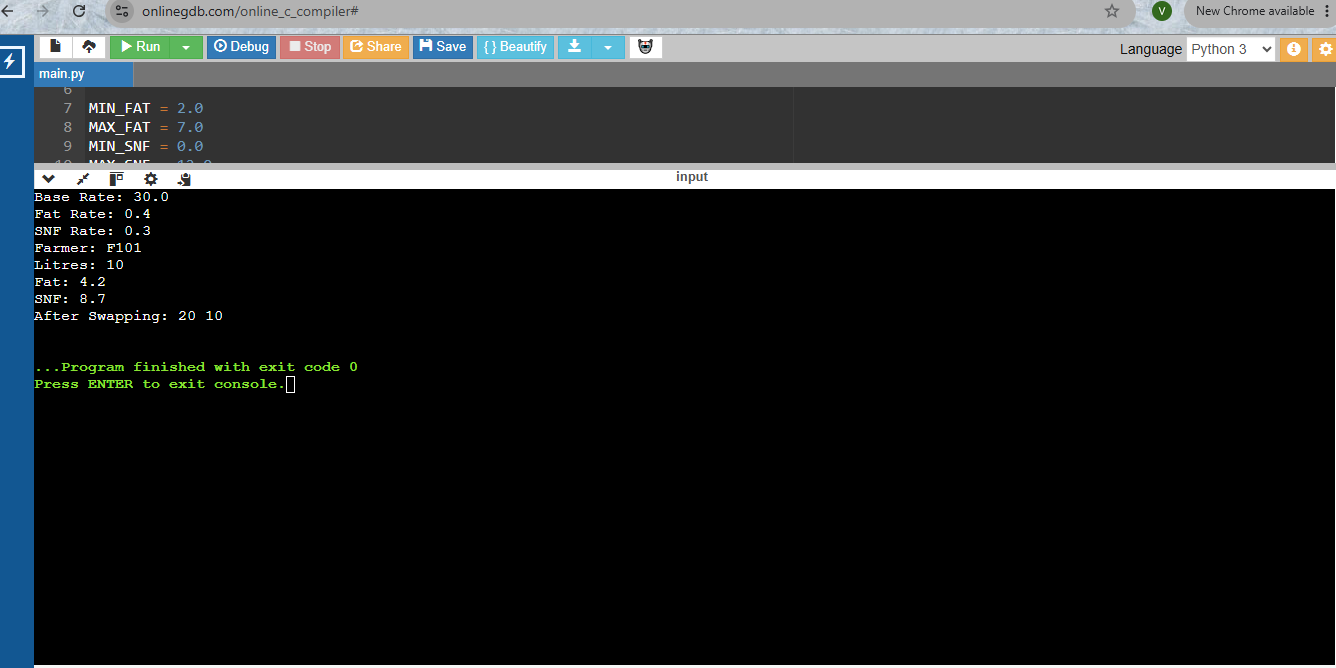 onlinegdb.com/online_c_compiler#
V
New Chrome available
Run
Debug
Stop
Share
Save
{ } Beautify
Language Python 3
main.py
6
7 MIN_FAT = 2.0
8 MAX_FAT = 7.0
9 MIN_SNF = 0.0
input
Base Rate: 30.0
Fat Rate: 0.4
SNF Rate: 0.3
Farmer: F101
Litres: 10
Fat: 4.2
SNF: 8.7
After Swapping: 20 10
...Program finished with exit code 0
Press ENTER to exit console.